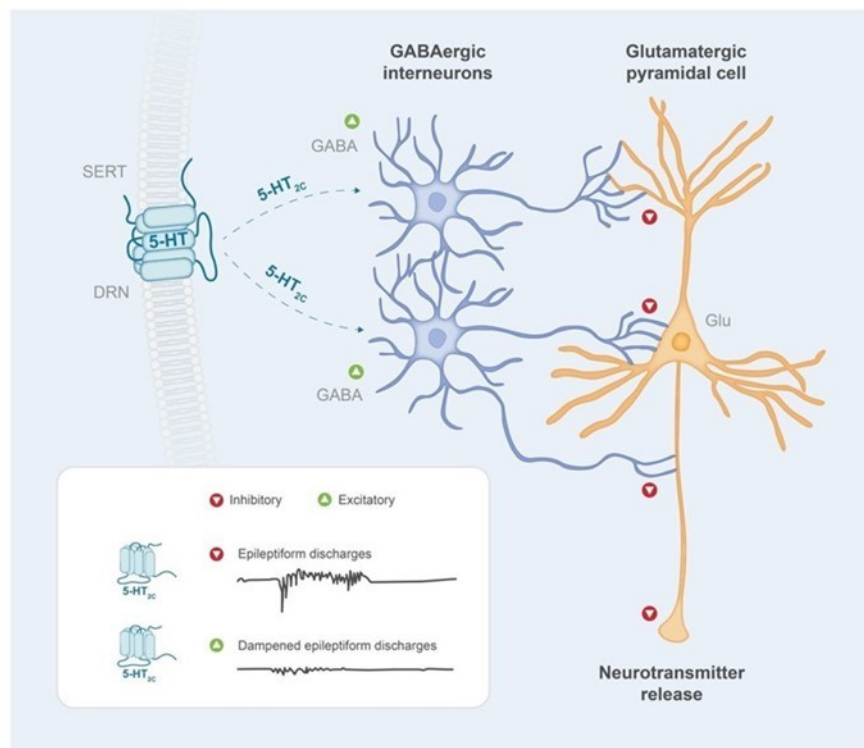 GABAergic
interneurons
Glutamatergic
pyramidal cell
GABA
SERT
5-HT2C
5-HT
5-HT2C
DRN
Glu
GABA
Inhibitory
Excitatory
Epileptiform discharges
5-HT2C
Dampened epileptiform discharges
5-HT2C
Neurotransmitter
release